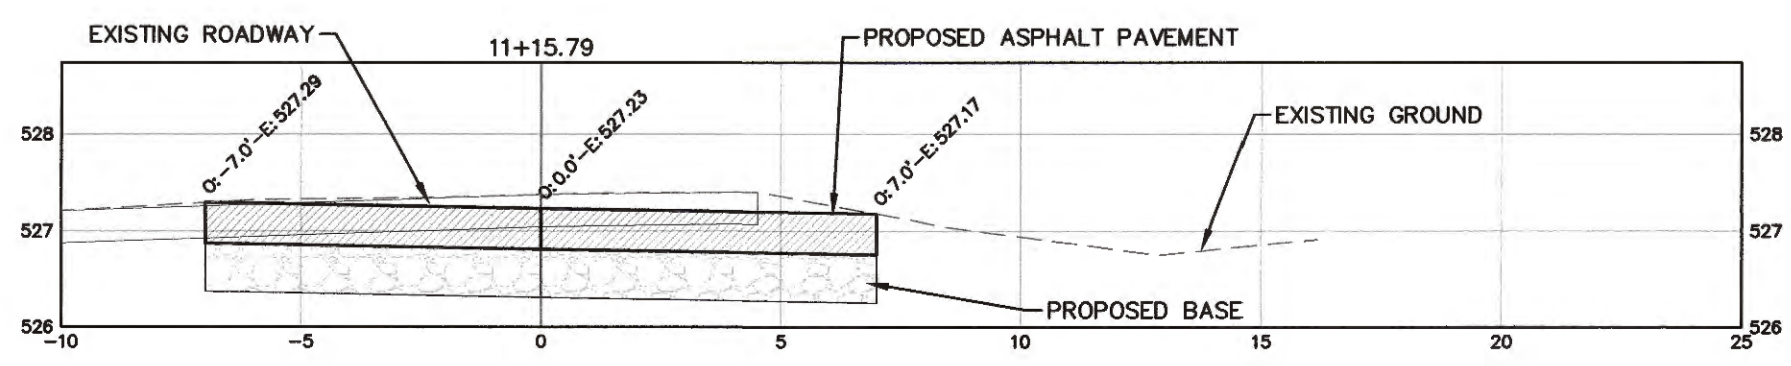 EXISTING ROADWAY
11+15.79
PROPOSED ASPHALT PAVEMENT
O: -7.0'-E: 527.29
O: 0.0'-E: 527.23
O: 7.0'-E: 527.17
EXISTING GROUND
528
528
527
527
PROPOSED BASE
526
526
-10
-5
0
5
10
15
20
25